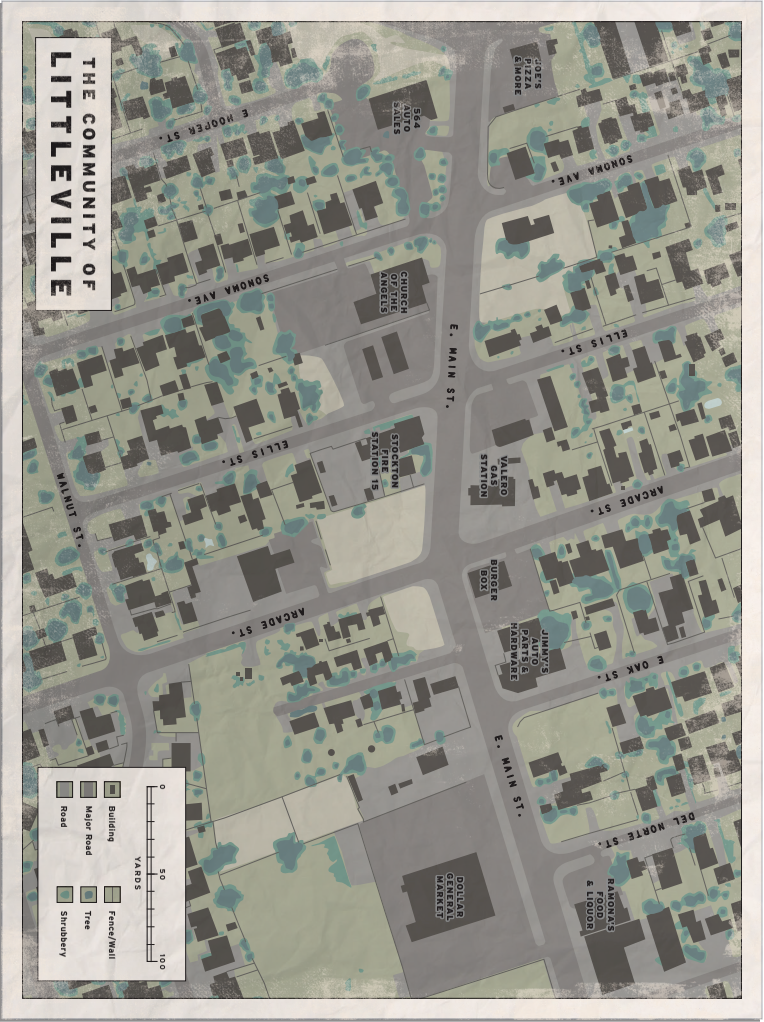 THE COMMUNITY OF
LITTLEVILLE
JOE'S
PIZZA
& MORE
564
AUTO
SALES
E HOOPER ST.
SONOMA AVE.
SONOMA AVE.
CHURCH
OF THE
ANGELS
E. MAIN ST.
ELLIS ST.
ELLIS ST.
STOCKTON
FIRE
STATION 15
VALERO
GAS
STATION
WALNUT ST.
ARCADE ST.
ARCADE ST.
BURGER
BOX
JIMMY'S
AUTO
PARTS &
HARDWARE
E OAK ST.
E. MAIN ST.
DEL NORTE ST.
DOLLAR
GENERAL
MARKET
RAMONA'S
FOOD
& LIQUOR
0 50 100
YARDS
Building Fence/Wall
Major Road Tree
Road Shrubbery